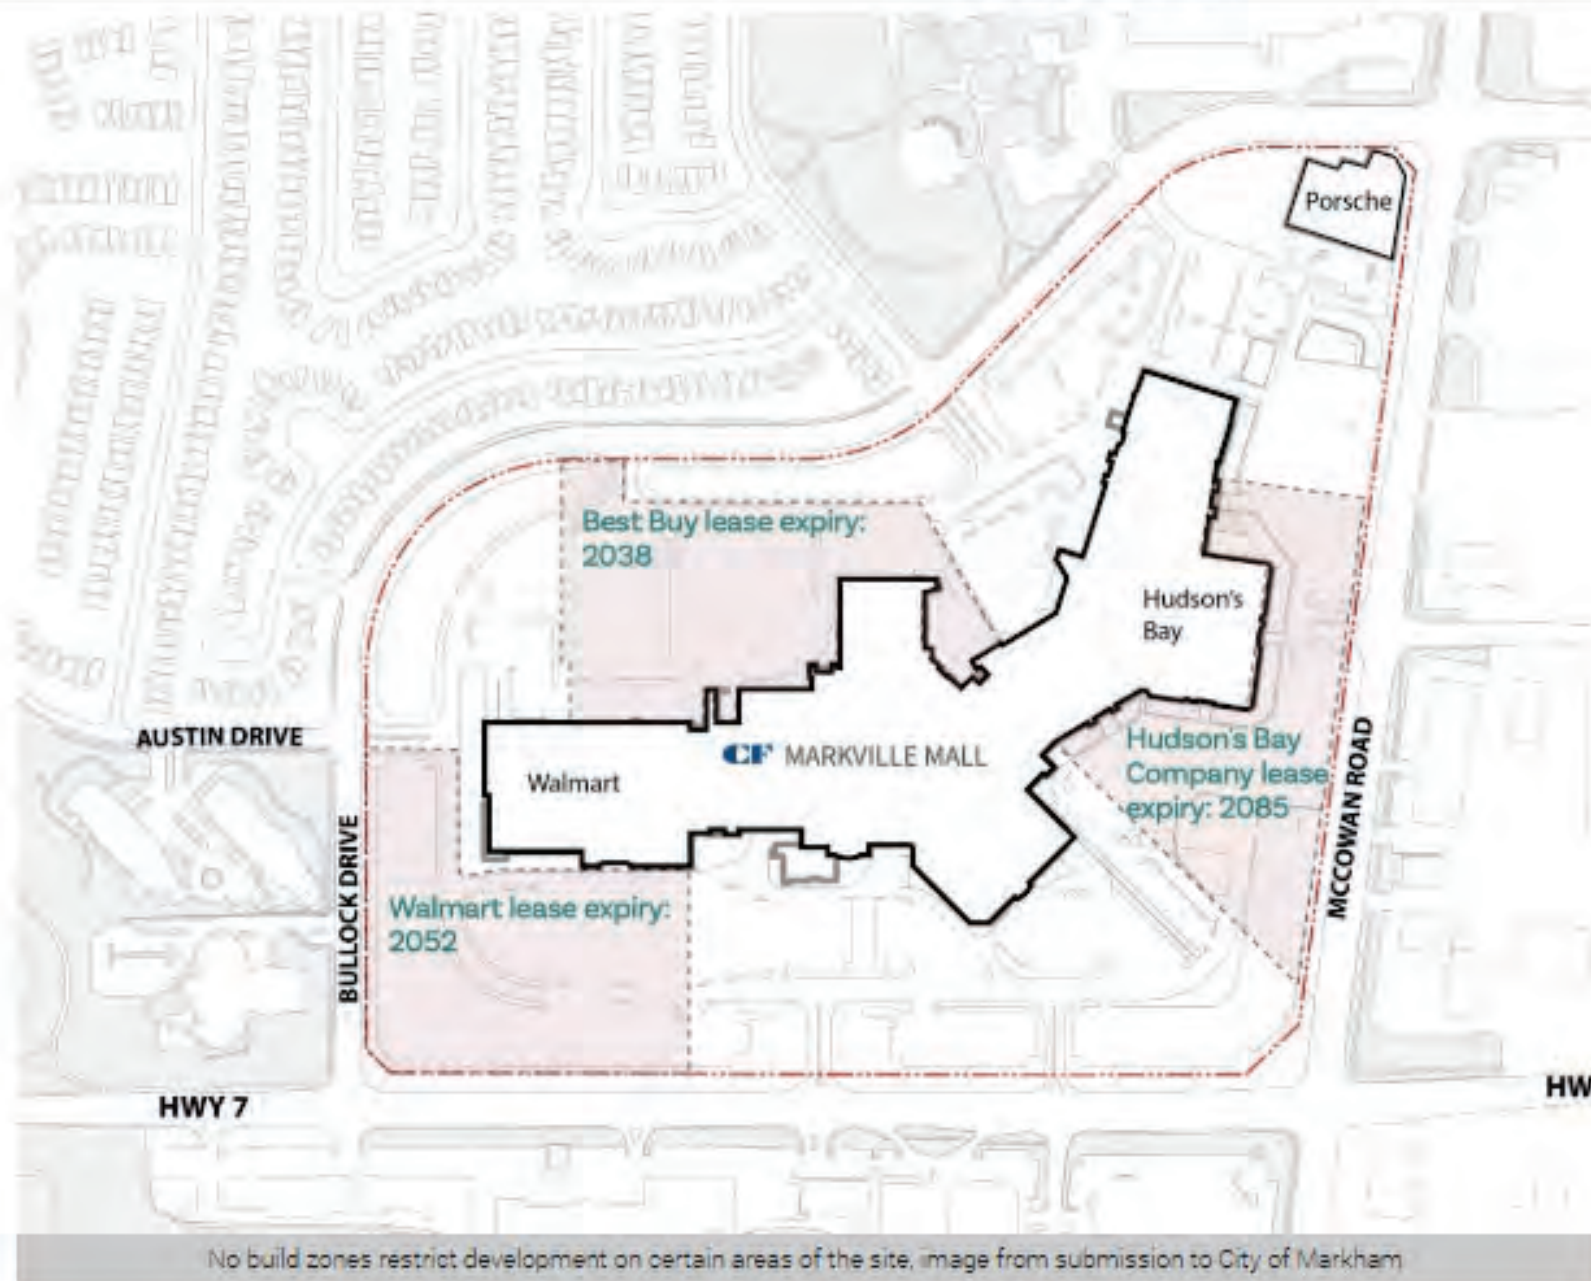 Porsche
Best Buy lease expiry:
2038
Hudson's
Bay
AUSTIN DRIVE
CF MARKVILLE MALL
Walmart
Hudson's Bay
Company lease
expiry: 2085
MCCOWAN ROAD
BULLOCK DRIVE
Walmart lease expiry:
2052
HWY 7
HW
No build zones restrict development on certain areas of the site, image from submission to City of Markham